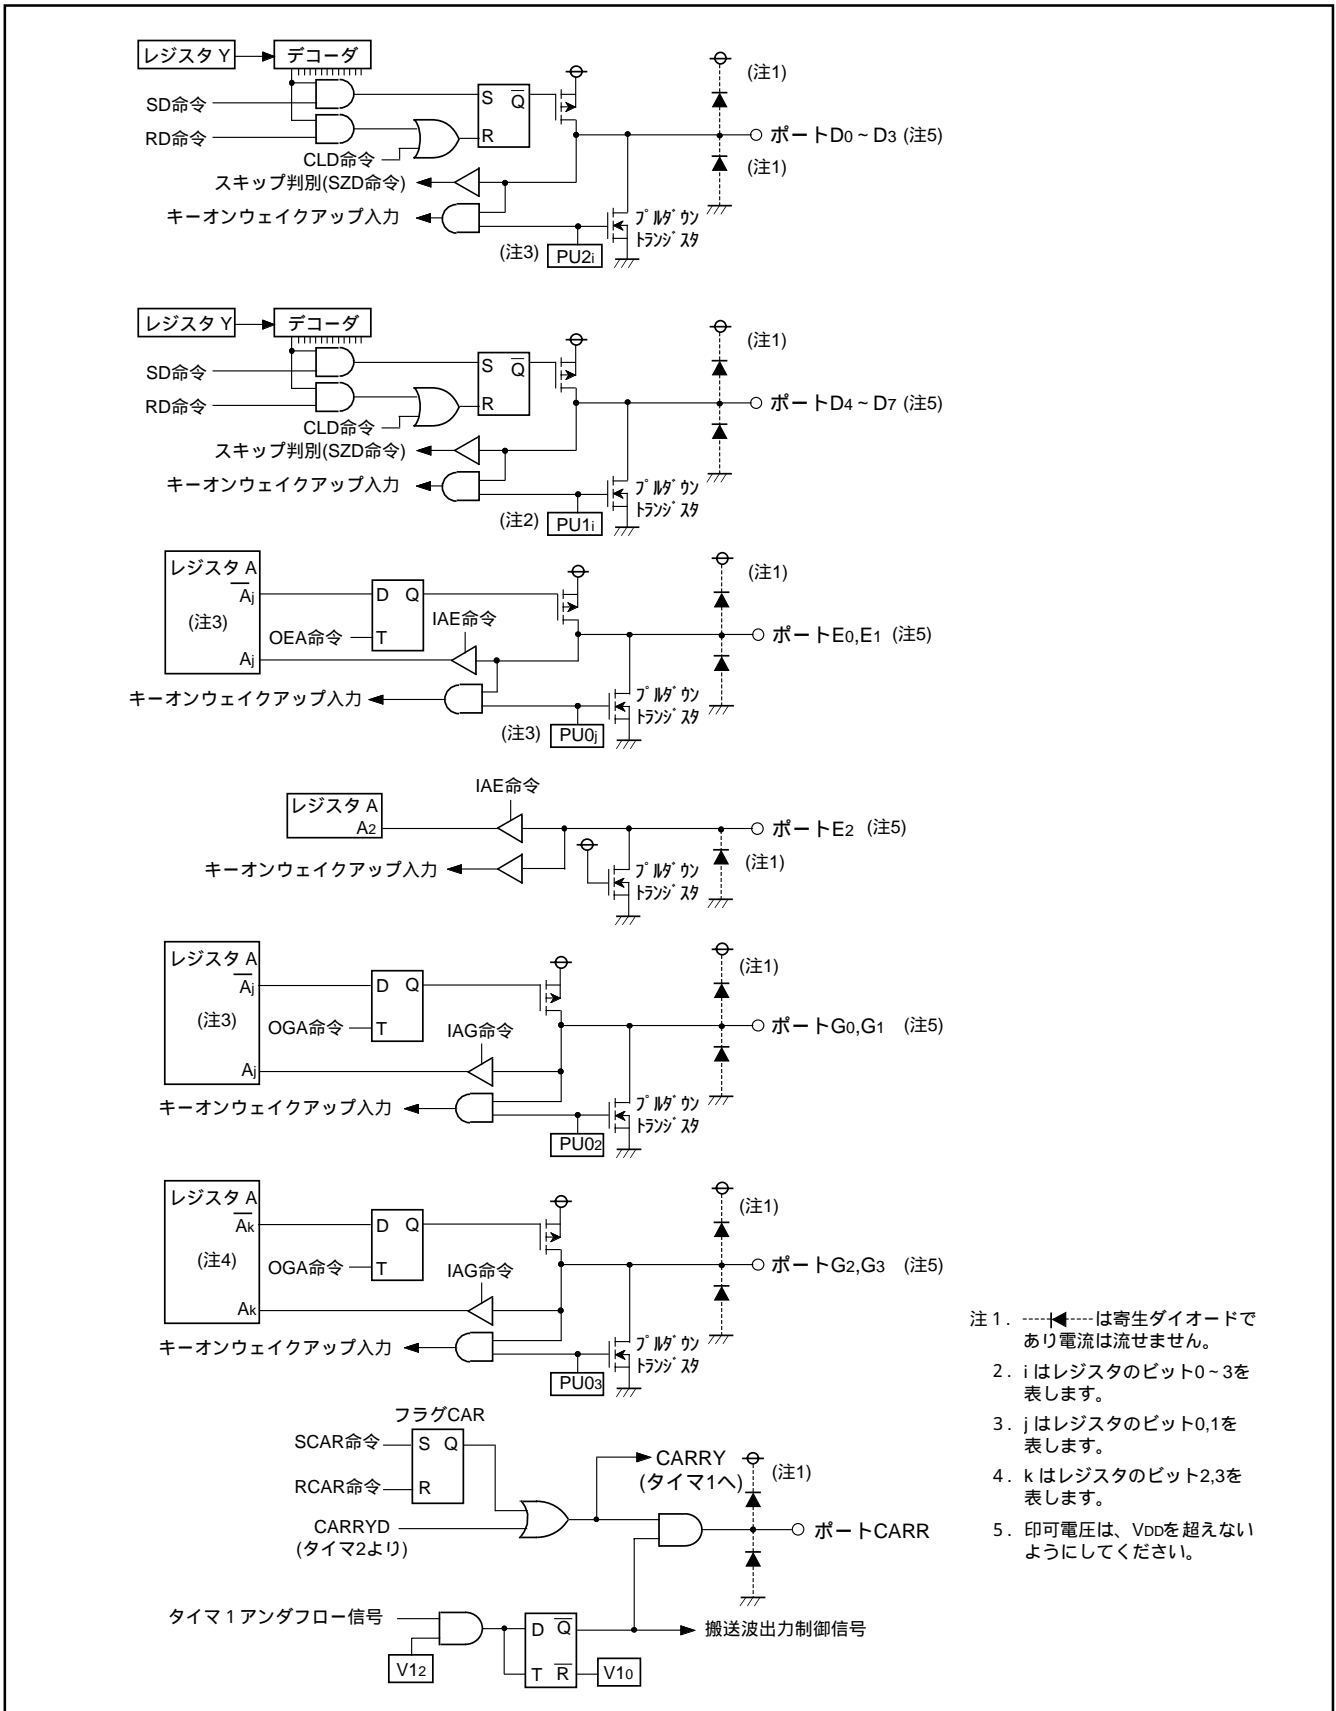 レジスタ Y
デコーダ
(注1)
SD命令
S Q
RD命令
R
ポートD0 ~ D3 (注5)
CLD命令
(注1)
スキップ判別(SZD命令)
キーオンウェイクアップ入力
プルダウン
トランジスタ
(注3)
PU2i
レジスタ Y
デコーダ
(注1)
SD命令
S Q
RD命令
R
ポートD4 ~ D7 (注5)
CLD命令
スキップ判別(SZD命令)
キーオンウェイクアップ入力
プルダウン
トランジスタ
(注2)
PU1i
レジスタ A
(注1)
Aj
D Q
(注3)
IAE命令
OEA命令
T
ポートE0,E1 (注5)
Aj
キーオンウェイクアップ入力
プルダウン
トランジスタ
(注3)
PU0j
IAE命令
レジスタ A
A2
ポートE2 (注5)
キーオンウェイクアップ入力
(注1)
プルダウン
トランジスタ
レジスタ A
(注1)
Aj
D Q
(注3)
OGA命令
T
IAG命令
ポートG0,G1 (注5)
Aj
キーオンウェイクアップ入力
プルダウン
トランジスタ
PU02
レジスタ A
(注1)
Ak
D Q
(注4)
OGA命令
T
IAG命令
ポートG2,G3 (注5)
Ak
キーオンウェイクアップ入力
プルダウン
トランジスタ
PU03
フラグCAR
SCAR命令
S Q
RCAR命令
R
CARRY
(タイマ1へ)
(注1)
CARRYD
(タイマ2より)
ポートCARR
タイマ1アンダフロー信号
D Q
搬送波出力制御信号
V12
T R
V10
注 1. は寄生ダイオードで
あり電流は流せません。
2. i はレジスタのビット0 ~ 3を
表します。
3. j はレジスタのビット0,1を
表します。
4. k はレジスタのビット2,3を
表します。
5. 印可電圧は、VDDを超えない
ようにしてください。